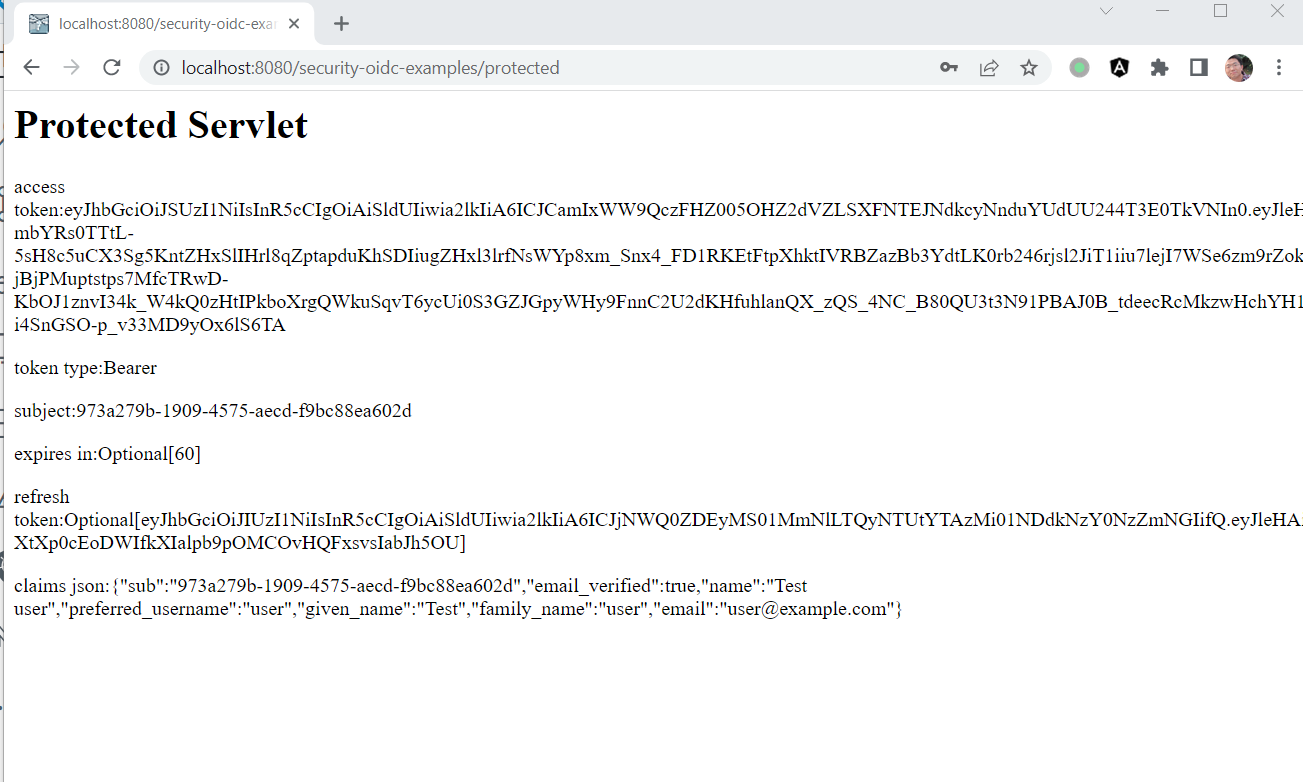 localhost:8080/security-oidc-exa
localhost:8080/security-oidc-examples/protected
Protected Servlet
access
token:eyJhbGciOiJSUzI1NiIsInR5cCIgOiAiSldUIiwia2lkIiA6ICJCamIxWW9QczFHZ005OHZ2dVZLSXFNTEJNdkcyNnduYUdUU244T3E0TkVNIn0.eyJleH
mbYRs0TTtL-
5sH8c5uCX3Sg5KntZHxSlIHrl8qZptapduKhSDIiugZHxl3lrfNsWYp8xm_Snx4_FD1RKEtFtpXhktIVRBZazBb3YdtLK0rb246rjsl2JiT1iiu7lejI7WSe6zm9rZok
jBjPMuptstps7MfcTRwD-
KbOJ1znvI34k_W4kQ0zHtIPkboXrgQWkuSqvT6ycUi0S3GZJGpyWHy9FnnC2U2dKHfuhlanQX_zQS_4NC_B80QU3t3N91PBAJ0B_tdeecRcMkzwHchYH1
i4SnGSO-p_v33MD9yOx6lS6TA
token type:Bearer
subject:973a279b-1909-4575-aecd-f9bc88ea602d
expires in:Optional[60]
refresh
token:Optional[eyJhbGciOiJIUzI1NiIsInR5cCIgOiAiSldUIiwia2lkIiA6ICJjNWQ0ZDEyMS01MmNlLTQyNTUtYTAzMi01NDdkNzY0NzZmNGIifQ.eyJleHAi
XtXp0cEoDWIfkXIalpb9pOMCOvHQFxsvsIabJh5OU]
claims json:{"sub":"973a279b-1909-4575-aecd-f9bc88ea602d","email_verified":true,"name":"Test
user","preferred_username":"user","given_name":"Test","family_name":"user","email":"user@example.com"}